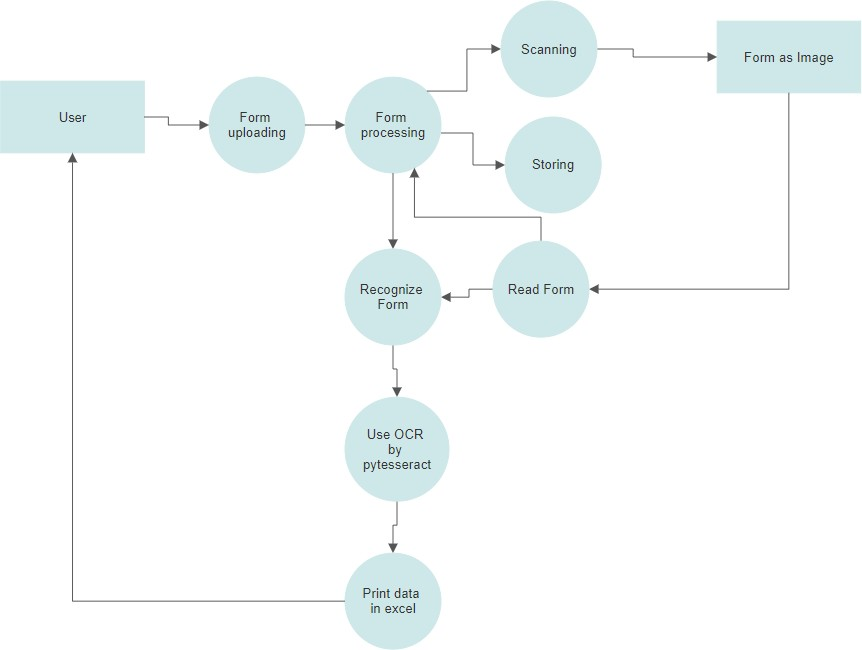 User
Form
uploading
Form
processing
Scanning
Form as Image
Storing
Recognize
Form
Read Form
Use OCR
by
pytesseract
Print data
in excel